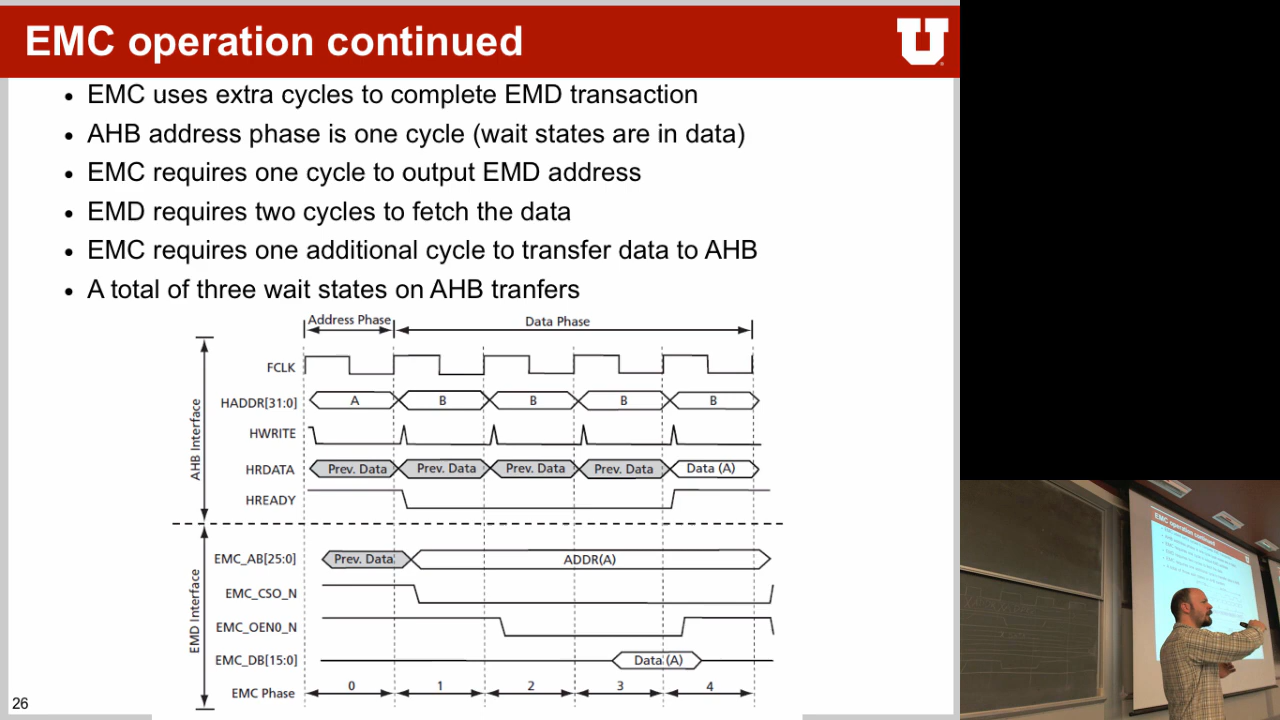 EMC operation continued
U
• EMC uses extra cycles to complete EMD transaction
• AHB address phase is one cycle (wait states are in data)
• EMC requires one cycle to output EMD address
• EMD requires two cycles to fetch the data
• EMC requires one additional cycle to transfer data to AHB
• A total of three wait states on AHB tranfers
Address Phase Data Phase
AHB Interface
FCLK
HADDR[31:0] A B B B B
HWRITE
HRDATA Prev. Data Prev. Data Prev. Data Prev. Data Data (A)
HREADY
EMD Interface
EMC_AB[25:0] Prev. Data ADDR(A)
EMC_CSO_N
EMC_OEN0_N
EMC_DB[15:0] Data (A)
EMC Phase 0 1 2 3 4
26
EMC operation continued